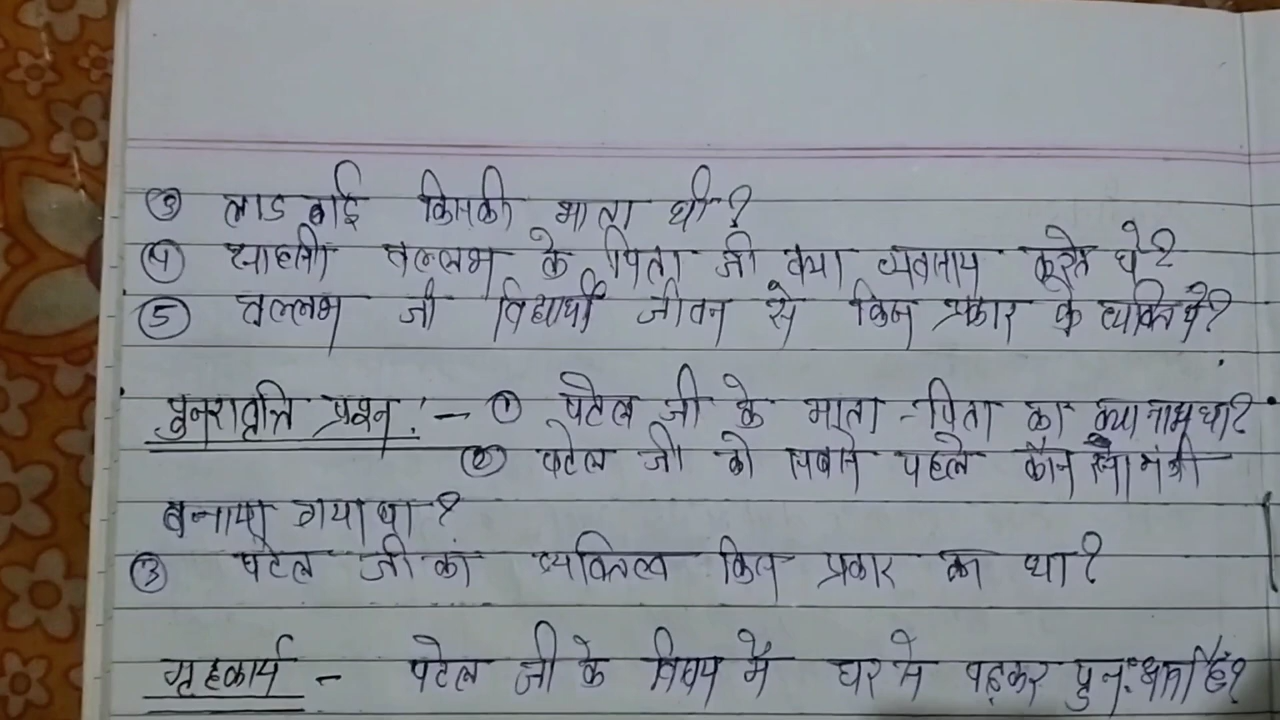 ③ लाड बाई किसकी माता थी?
④ वल्लभ के पिता जी क्या व्यवसाय करते थे?
⑤ वल्लभ जी विद्यार्थी जीवन से किस प्रकार के व्यक्ति थे?
पुनरावृत्ति प्रश्न :- ① पटेल जी के माता - पिता का क्या नाम था?
② पटेल जी को सबसे पहले कौन सा मंत्री
बनाया गया था?
③ पटेल जी का व्यक्तित्व किस प्रकार का था?
गृहकार्य - पटेल जी के विषय में घर से पढ़कर